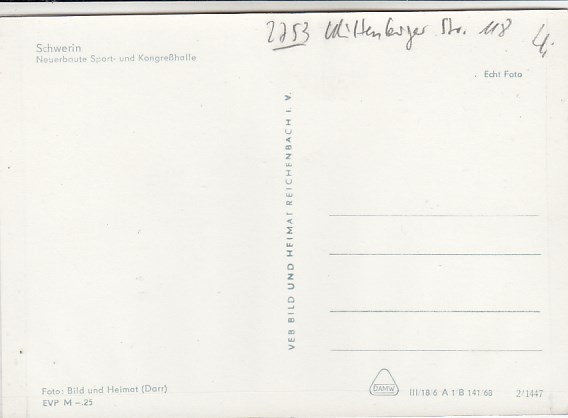 2753 Wittenberger Str. 118 4,-
Schwerin
Neuerbaute Sport- und Kongreßhalle
Echt Foto
VEB BILD UND HEIMAT REICHENBACH I. V.
Foto: Bild und Heimat (Darr)
EVP M –.25
DAMW
III/18/6 A 1/B 141/68 2/1447